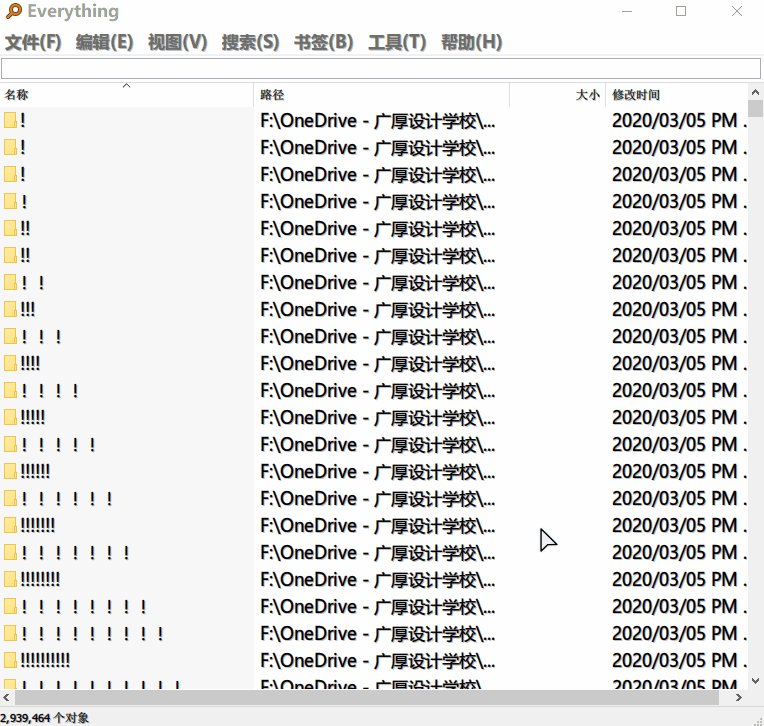 Everything
文件(F) 编辑(E) 视图(V) 搜索(S) 书签(B) 工具(T) 帮助(H)
名称 路径 大小 修改时间
! F:\OneDrive - 广厚设计学校\... 2020/03/05 PM .
! F:\OneDrive - 广厚设计学校\... 2020/03/05 PM .
! F:\OneDrive - 广厚设计学校\... 2020/03/05 PM .
！ F:\OneDrive - 广厚设计学校\... 2020/03/05 PM .
!! F:\OneDrive - 广厚设计学校\... 2020/03/05 PM .
!! F:\OneDrive - 广厚设计学校\... 2020/03/05 PM .
！！ F:\OneDrive - 广厚设计学校\... 2020/03/05 PM .
!!! F:\OneDrive - 广厚设计学校\... 2020/03/05 PM .
！！！ F:\OneDrive - 广厚设计学校\... 2020/03/05 PM .
!!!! F:\OneDrive - 广厚设计学校\... 2020/03/05 PM .
！！！！ F:\OneDrive - 广厚设计学校\... 2020/03/05 PM .
!!!!! F:\OneDrive - 广厚设计学校\... 2020/03/05 PM .
！！！！！ F:\OneDrive - 广厚设计学校\... 2020/03/05 PM .
!!!!!! F:\OneDrive - 广厚设计学校\... 2020/03/05 PM .
！！！！！！ F:\OneDrive - 广厚设计学校\... 2020/03/05 PM .
!!!!!!! F:\OneDrive - 广厚设计学校\... 2020/03/05 PM .
！！！！！！！ F:\OneDrive - 广厚设计学校\... 2020/03/05 PM .
!!!!!!!! F:\OneDrive - 广厚设计学校\... 2020/03/05 PM .
！！！！！！！！ F:\OneDrive - 广厚设计学校\... 2020/03/05 PM .
！！！！！！！！！ F:\OneDrive - 广厚设计学校\... 2020/03/05 PM .
!!!!!!!!!! F:\OneDrive - 广厚设计学校\... 2020/03/05 PM .
！！！！！！！！！！ F:\OneDrive - 广厚设计学校\... 2020/03/05 PM .
2,939,464 个对象